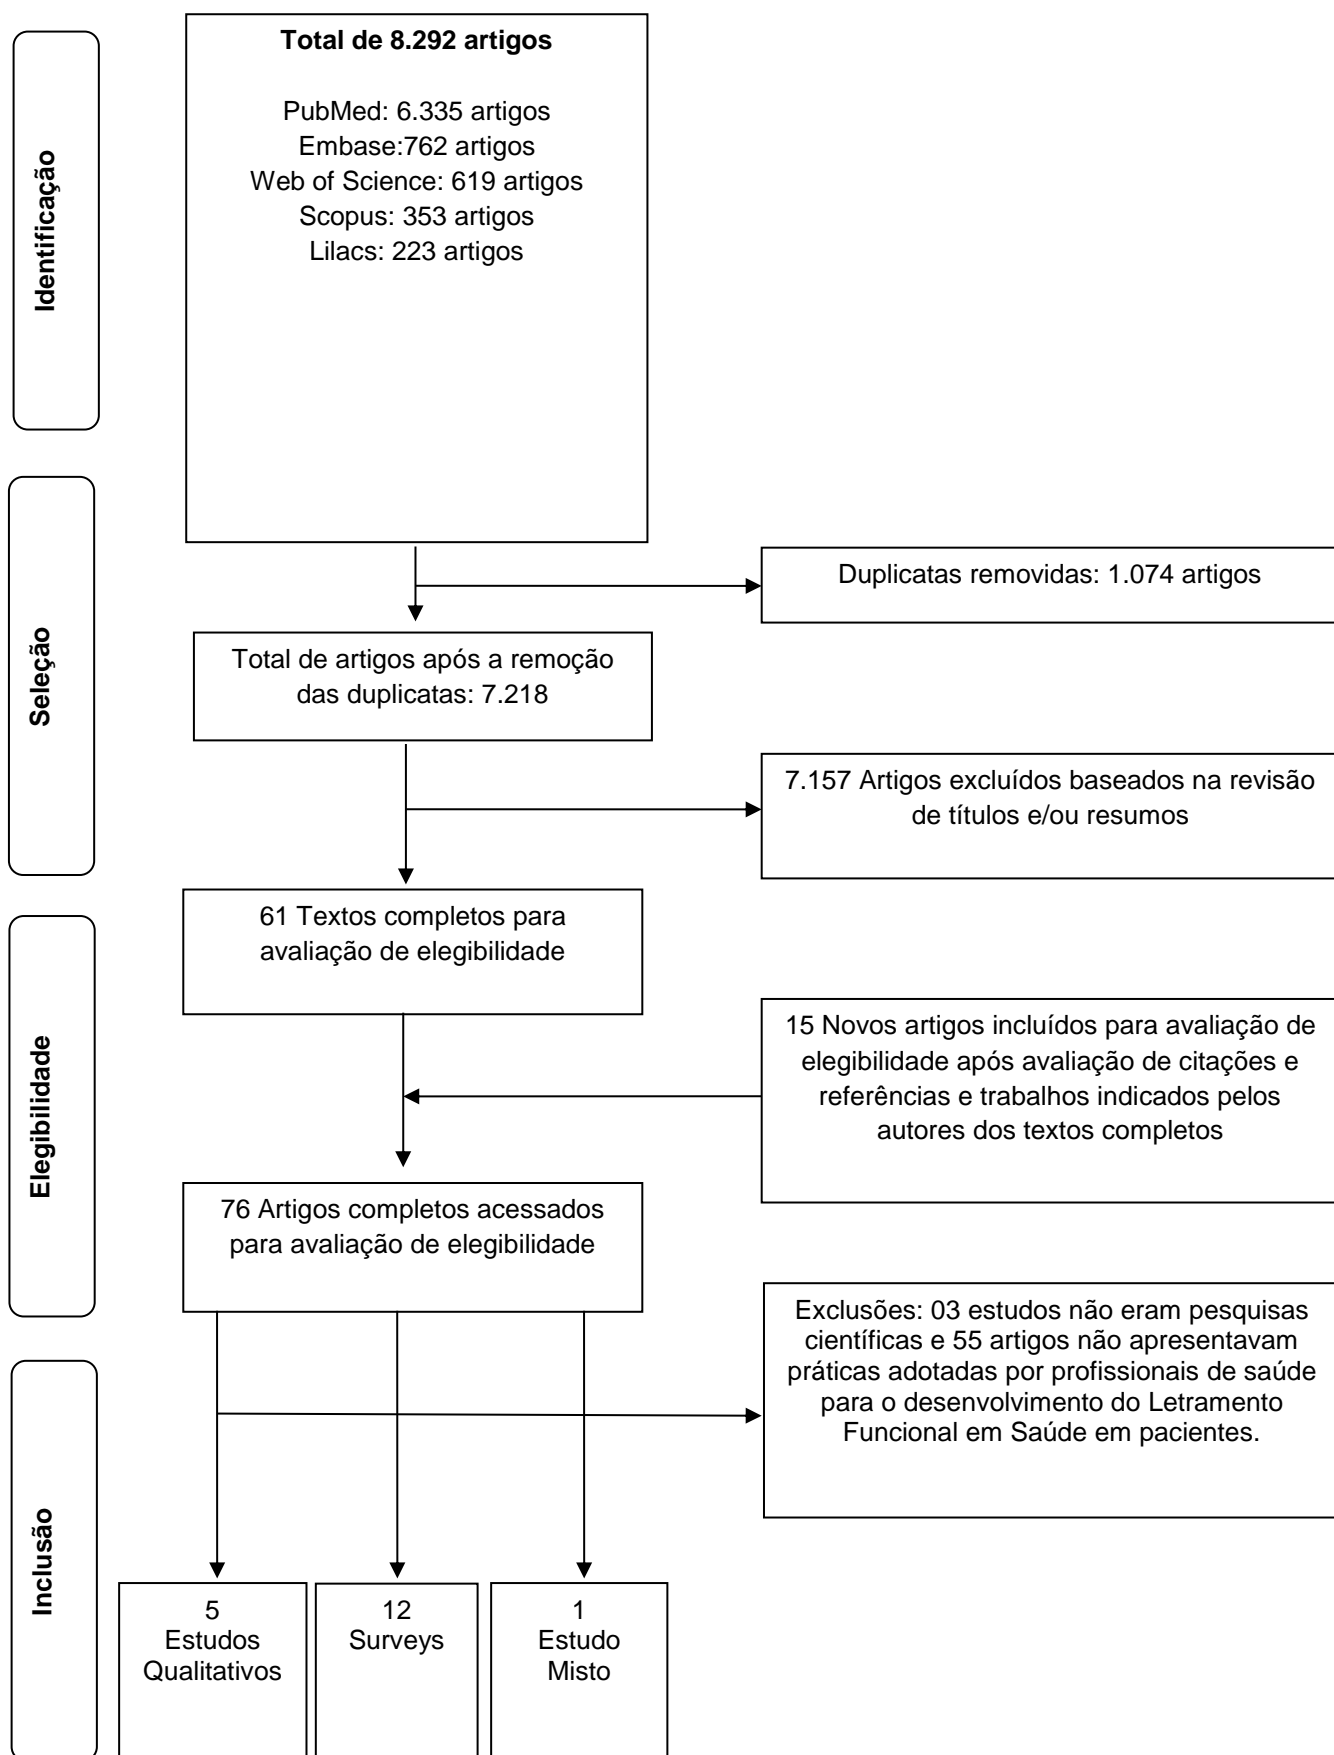 Identificação
Total de 8.292 artigos
PubMed: 6.335 artigos
Embase:762 artigos
Web of Science: 619 artigos
Scopus: 353 artigos
Lilacs: 223 artigos
Seleção
Duplicatas removidas: 1.074 artigos
Total de artigos após a remoção
das duplicatas: 7.218
7.157 Artigos excluídos baseados na revisão
de títulos e/ou resumos
Elegibilidade
61 Textos completos para
avaliação de elegibilidade
15 Novos artigos incluídos para avaliação de
elegibilidade após avaliação de citações e
referências e trabalhos indicados pelos
autores dos textos completos
76 Artigos completos acessados
para avaliação de elegibilidade
Exclusões: 03 estudos não eram pesquisas
científicas e 55 artigos não apresentavam
práticas adotadas por profissionais de saúde
para o desenvolvimento do Letramento
Funcional em Saúde em pacientes.
Inclusão
5
Estudos
Qualitativos
12
Surveys
1
Estudo
Misto